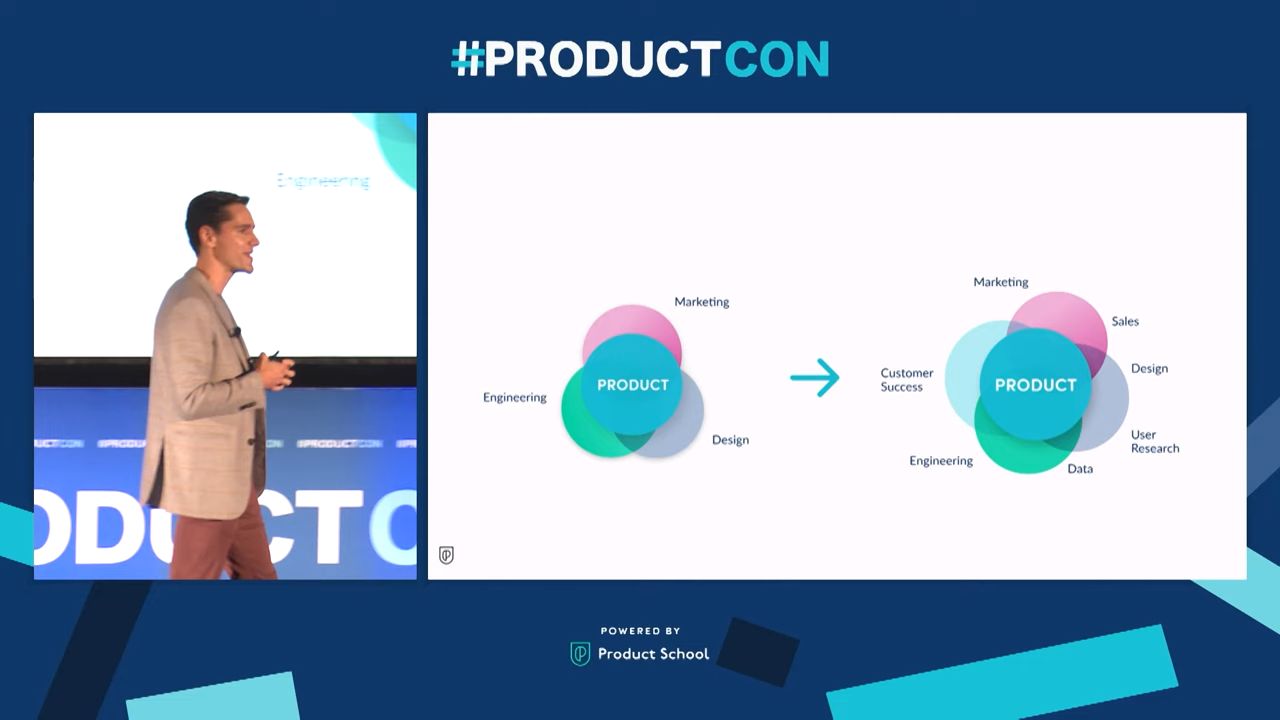 #PRODUCTCON
Engineering
ODUCT C
Marketing
Engineering
PRODUCT
Design
Marketing
Sales
Customer
Success
PRODUCT
Design
User
Research
Engineering
Data
POWERED BY
Product School